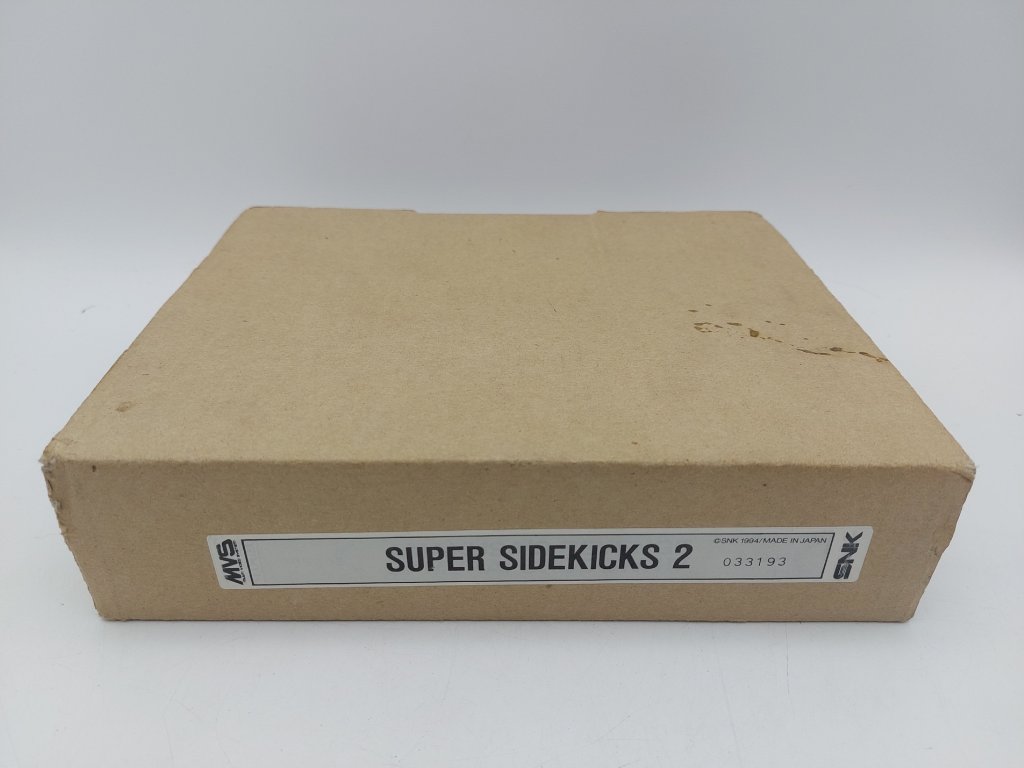 MVS
SUPER SIDEKICKS 2
©SNK 1994/MADE IN JAPAN
033193
SNK